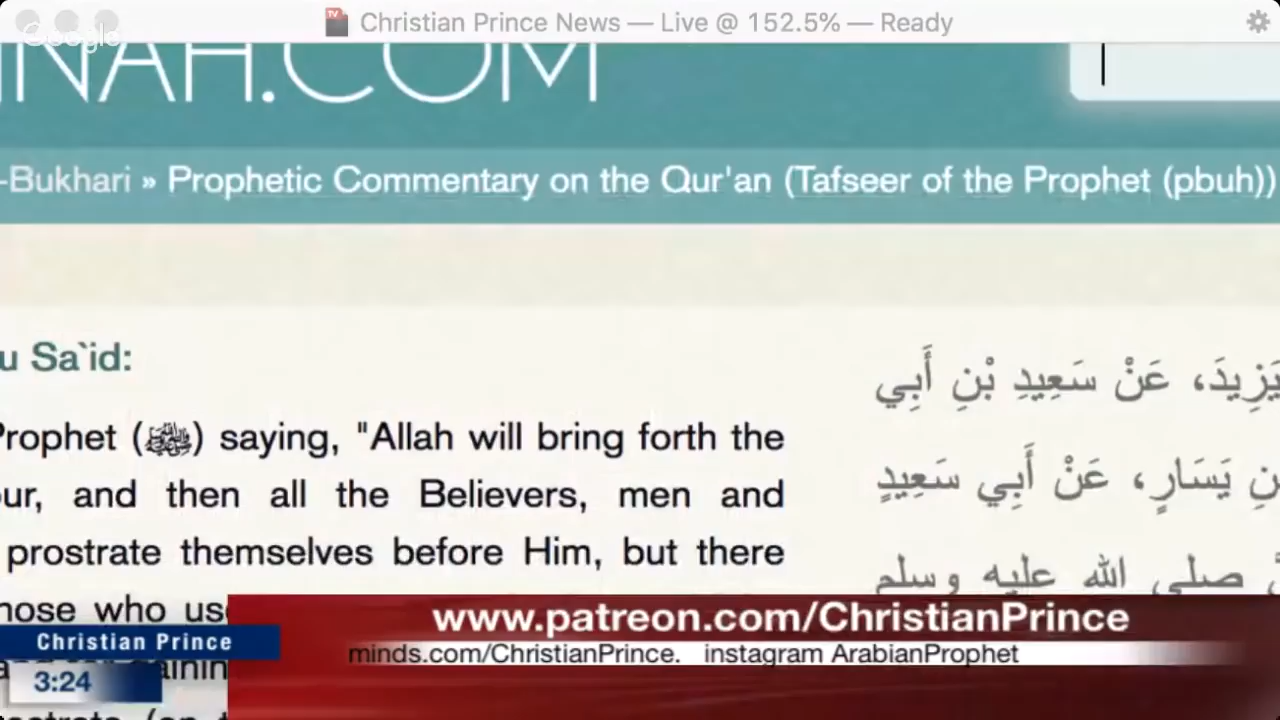 Christian Prince News — Live @ 152.5% — Ready
Google
INAH.COM
-Bukhari » Prophetic Commentary on the Qur'an (Tafseer of the Prophet (pbuh))
u Sa`id:
Prophet (ﷺ) saying, "Allah will bring forth the
ur, and then all the Believers, men and
prostrate themselves before Him, but there
hose who us
يَزِيدَ، عَنْ سَعِيدِ بْنِ أَبِي
نِ يَسَارٍ، عَنْ أَبِي سَعِيدٍ
صلى الله عليه وسلم
www.patreon.com/ChristianPrince
Christian Prince
minds.com/ChristianPrince. instagram ArabianProphet
3:24